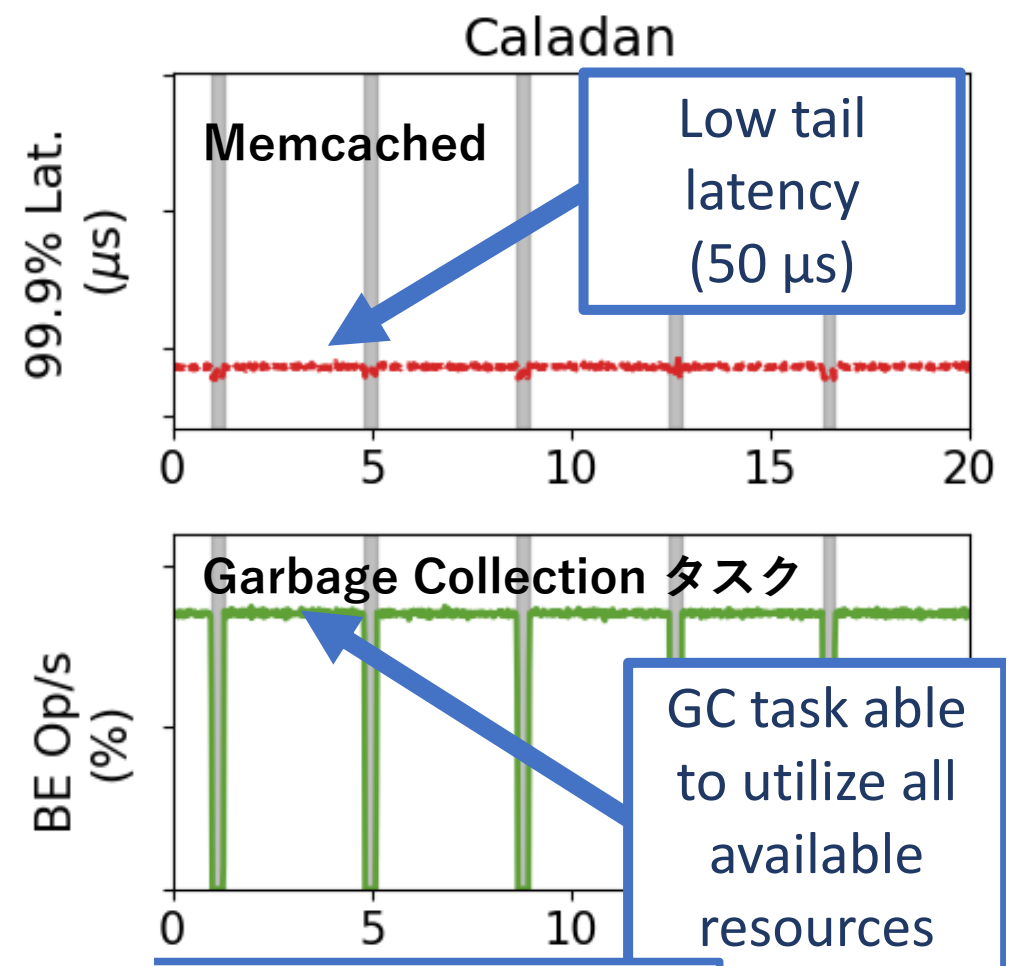 Caladan
99.9% Lat.
(μs)
Memcached
Low tail
latency
(50 μs)
0 5 10 15 20
BE Op/s
(%)
Garbage Collection タスク
GC task able
to utilize all
available
resources
0 5 10